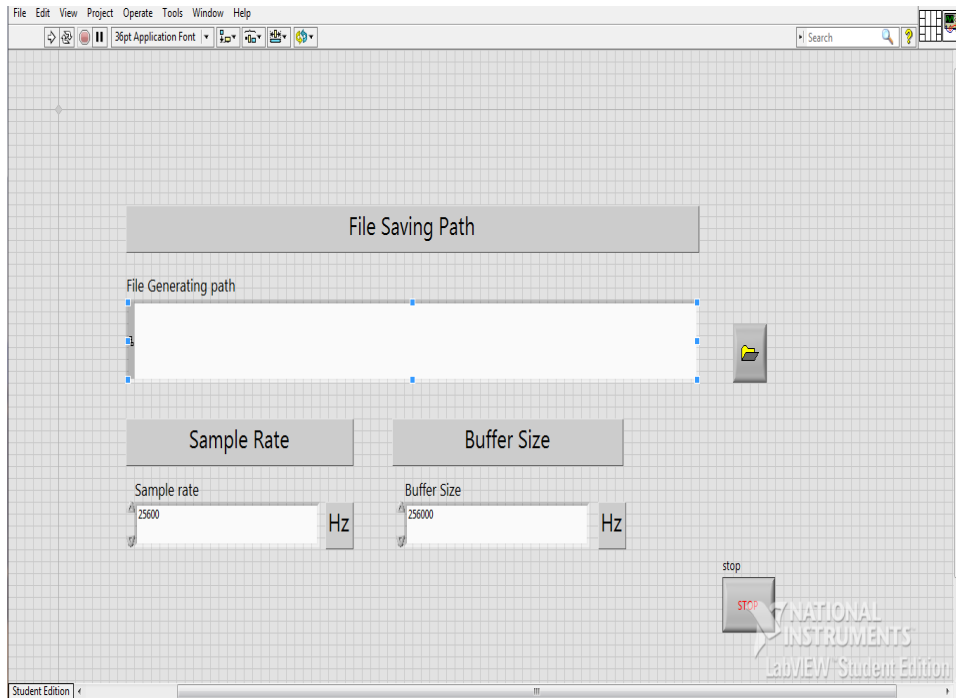 File Edit View Project Operate Tools Window Help
36pt Application Font
Search
?
File Saving Path
File Generating path
Sample Rate
Buffer Size
Sample rate
Buffer Size
25600
Hz
256000
Hz
stop
STOP
NATIONAL
INSTRUMENTS
LabVIEW™ Student Edition
Student Edition